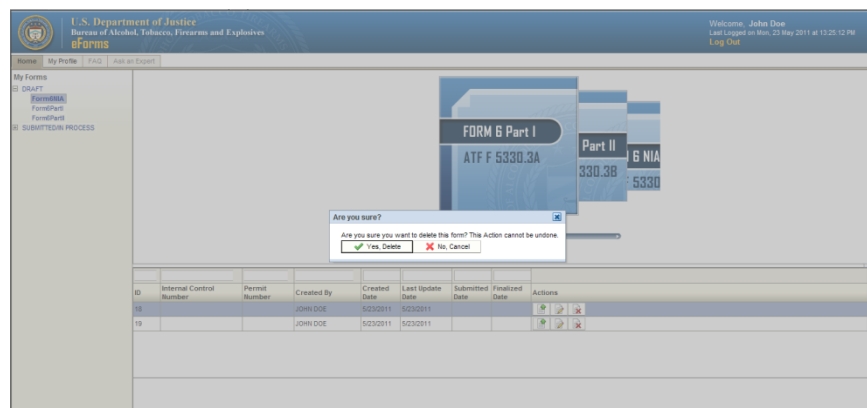 U.S. Department of Justice
Bureau of Alcohol, Tobacco, Firearms and Explosives
eForms
Welcome, John Doe
Last Logged on Mon, 23 May 2011 at 13:25:12 PM
Log Out
Home My Profile FAQ Ask an Expert
My Forms
DRAFT
Form6NIA
Form6PartI
Form6PartII
SUBMITTED/IN PROCESS
FORM 6 Part I
ATF F 5330.3A
Part II
330.3B
6 NIA
5330
Are you sure?
Are you sure you want to delete this form? This Action cannot be undone.
Yes, Delete No, Cancel
ID Internal Control Number Permit Number Created By Created Date Last Update Date Submitted Date Finalized Date Actions
18 JOHN DOE 5/23/2011 5/23/2011
19 JOHN DOE 5/23/2011 5/23/2011